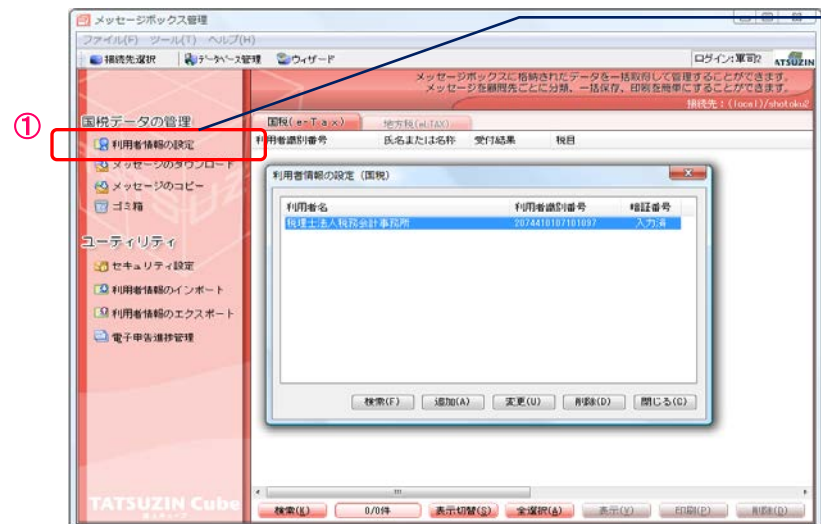 メッセージボックス管理
ファイル(F) ツール(T) ヘルプ(H)
接続先選択 データベース管理 ウィザード ログイン:軍司2 ATSUZIN
メッセージボックスに格納されたデータを一括取得して管理することができます。
メッセージを顧問先ごとに分類、一括保存、印刷を簡単にすることができます。
接続先:(local)/shotoku2
①
国税データの管理
利用者情報の設定
メッセージのダウンロード
メッセージのコピー
ゴミ箱
ユーティリティ
セキュリティ設定
利用者情報のインポート
利用者情報のエクスポート
電子申告進捗管理
TATSUZIN Cube
国税(e-Tax) 地方税(eLTAX)
利用者識別番号 氏名または名称 受付結果 税目
利用者情報の設定(国税)
利用者名 利用者識別番号 暗証番号
税理士法人税務会計事務所 2074410107101097 入力済
検索(F) 追加(A) 変更(U) 削除(D) 閉じる(C)
検索(K) 0/0件 表示切替(S) 全選択(A) 表示(V) 印刷(P) 削除(D)